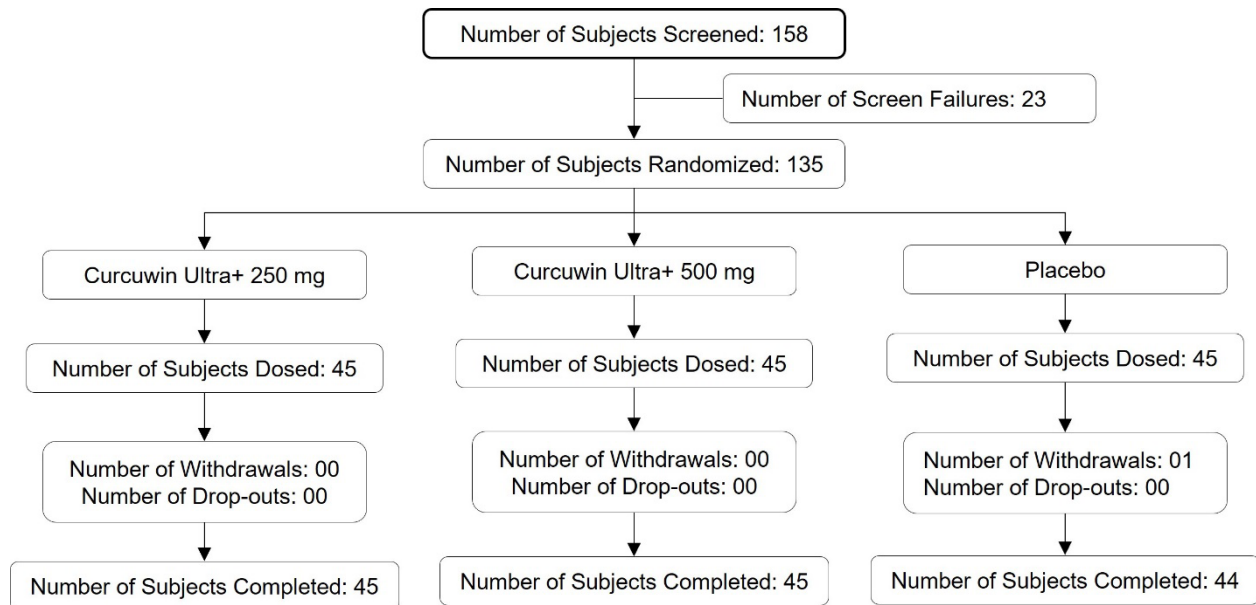 Number of Subjects Screened: 158
Number of Screen Failures: 23
Number of Subjects Randomized: 135
Curcuwin Ultra+ 250 mg
Curcuwin Ultra+ 500 mg
Placebo
Number of Subjects Dosed: 45
Number of Subjects Dosed: 45
Number of Subjects Dosed: 45
Number of Withdrawals: 00
Number of Drop-outs: 00
Number of Withdrawals: 00
Number of Drop-outs: 00
Number of Withdrawals: 01
Number of Drop-outs: 00
Number of Subjects Completed: 45
Number of Subjects Completed: 45
Number of Subjects Completed: 44